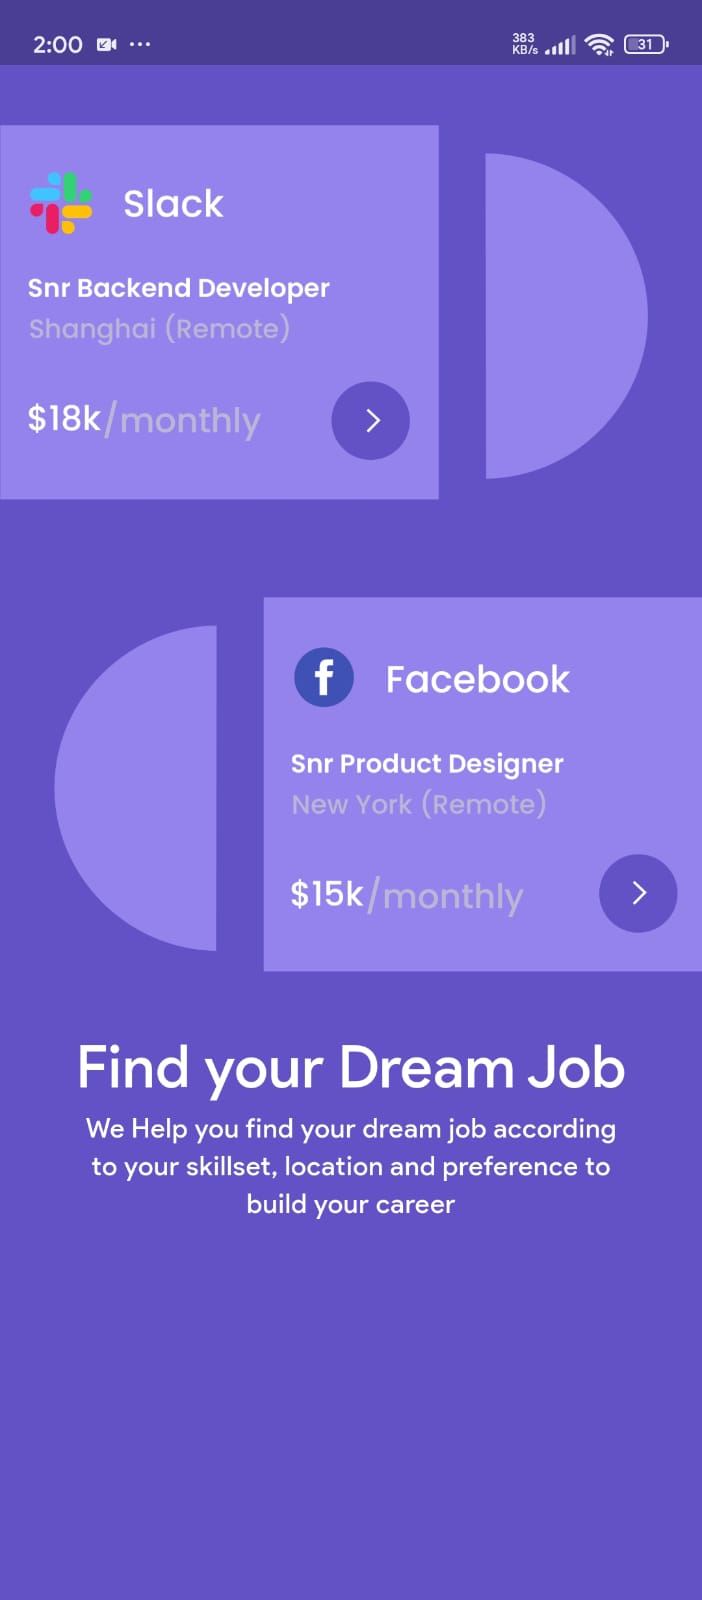 2:00
383
KB/s
31
Slack
Snr Backend Developer
Shanghai (Remote)
$18k/monthly
Facebook
Snr Product Designer
New York (Remote)
$15k/monthly
Find your Dream Job
We Help you find your dream job according
to your skillset, location and preference to
build your career